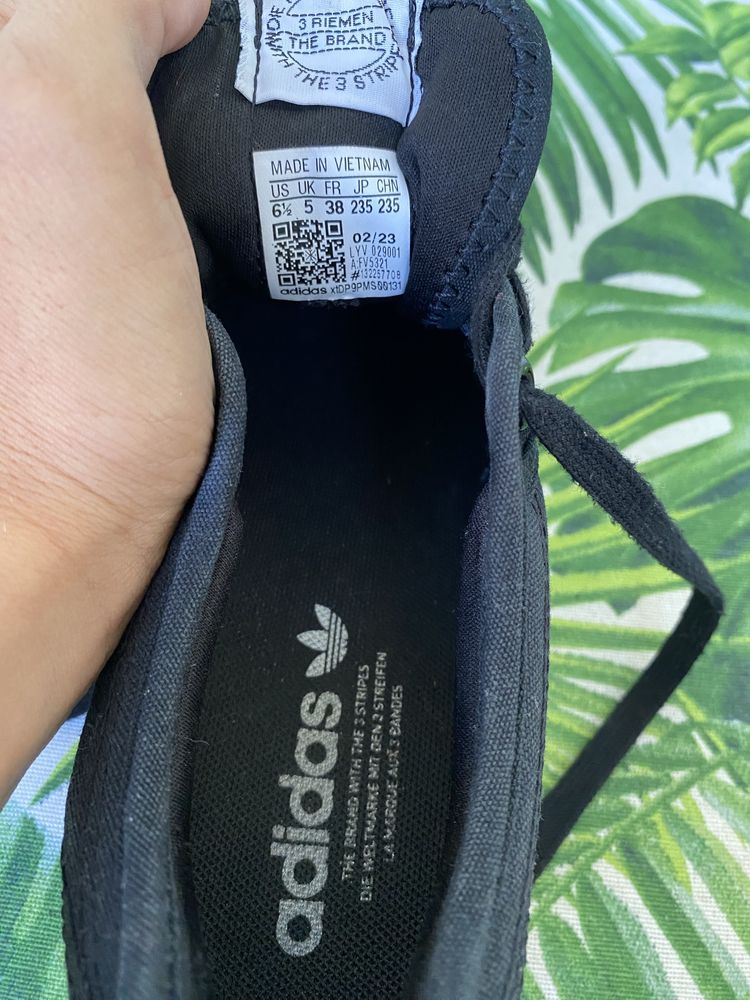 3 RIEMEN
THE BRAND
WITH THE 3 STRIPES
MADE IN VIETNAM
US UK FR JP CHN
6½ 5 38 235 235
02/23
LYV 029001
A:FV5321
#132257708
adidas xtDP9PMS00131
adidas
THE BRAND WITH THE 3 STRIPES
DIE WELTMARKE MIT DEN 3 STREIFEN
LA MARQUE AUX 3 BANDES